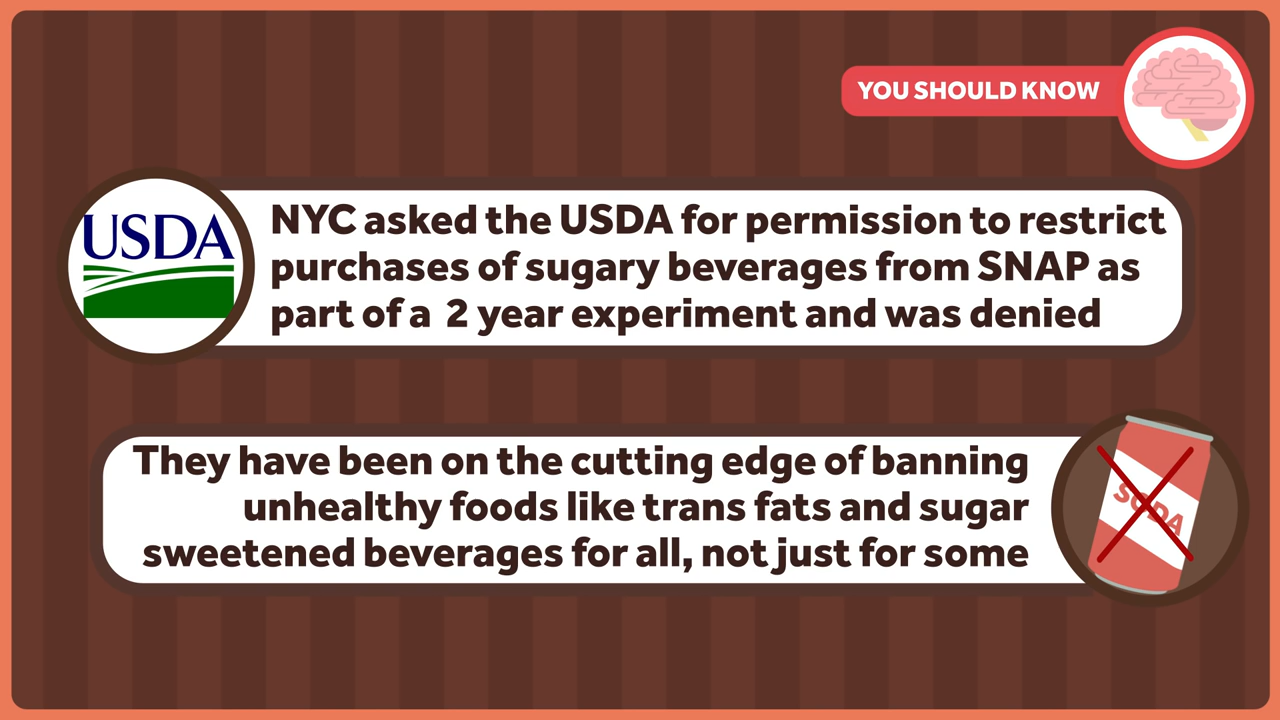 YOU SHOULD KNOW
USDA
NYC asked the USDA for permission to restrict
purchases of sugary beverages from SNAP as
part of a 2 year experiment and was denied
They have been on the cutting edge of banning
unhealthy foods like trans fats and sugar
sweetened beverages for all, not just for some
SODA